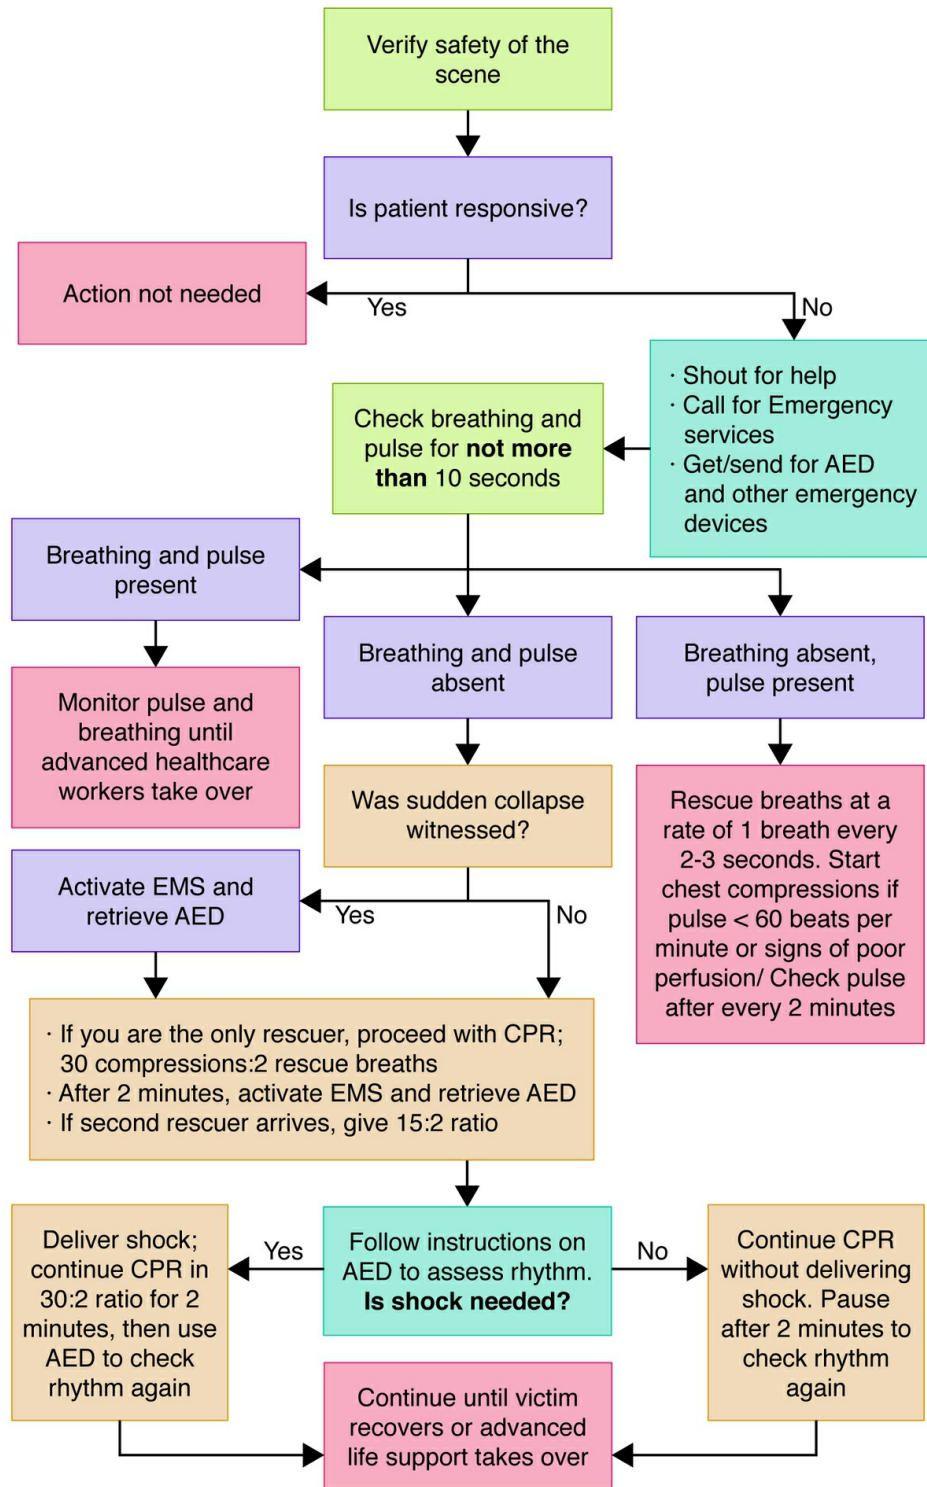 Verify safety of the
scene
Is patient responsive?
Action not needed
Yes
No
· Shout for help
· Call for Emergency
services
· Get/send for AED
and other emergency
devices
Check breathing and
pulse for not more
than 10 seconds
Breathing and pulse
present
Breathing and pulse
absent
Breathing absent,
pulse present
Monitor pulse and
breathing until
advanced healthcare
workers take over
Was sudden collapse
witnessed?
Rescue breaths at a
rate of 1 breath every
2-3 seconds. Start
chest compressions if
pulse < 60 beats per
minute or signs of poor
perfusion/ Check pulse
after every 2 minutes
Activate EMS and
retrieve AED
Yes
No
· If you are the only rescuer, proceed with CPR;
30 compressions:2 rescue breaths
· After 2 minutes, activate EMS and retrieve AED
· If second rescuer arrives, give 15:2 ratio
Deliver shock;
continue CPR in
30:2 ratio for 2
minutes, then use
AED to check
rhythm again
Yes
Follow instructions on
AED to assess rhythm.
Is shock needed?
No
Continue CPR
without delivering
shock. Pause
after 2 minutes to
check rhythm
again
Continue until victim
recovers or advanced
life support takes over